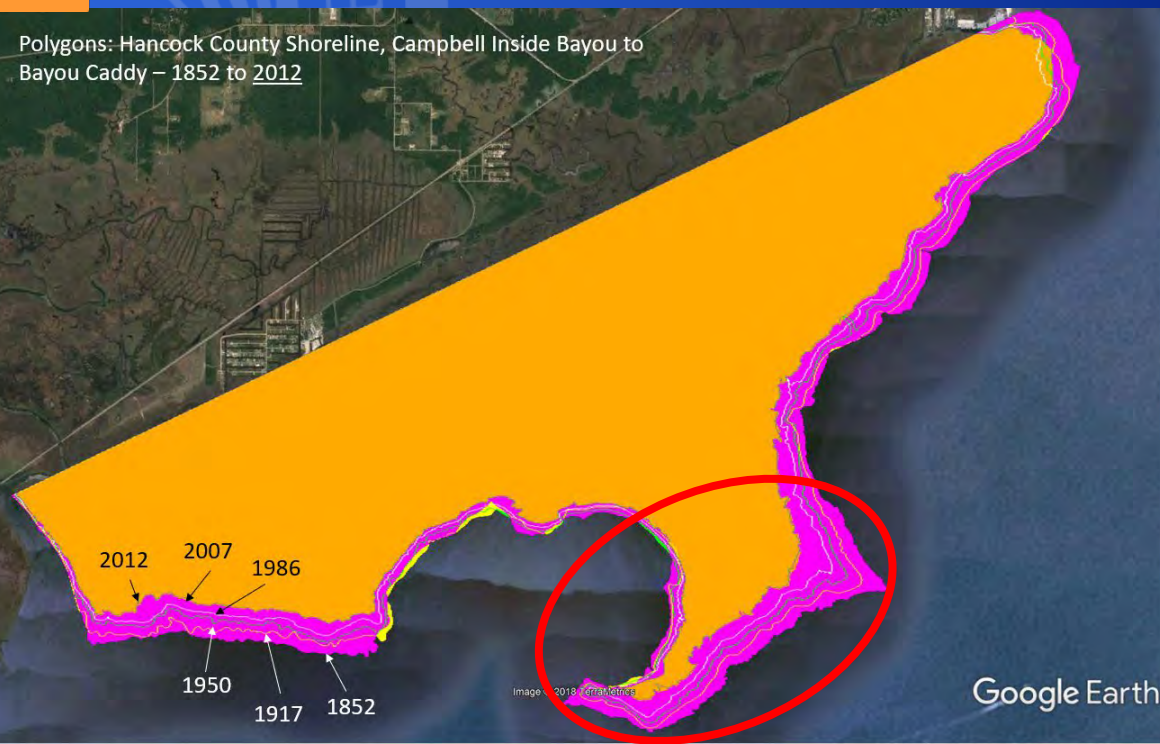 Polygons: Hancock County Shoreline, Campbell Inside Bayou to
Bayou Caddy – 1852 to 2012
2012
2007
1986
1950
1917
1852
Image © 2018 TerraMetrics
Google Earth